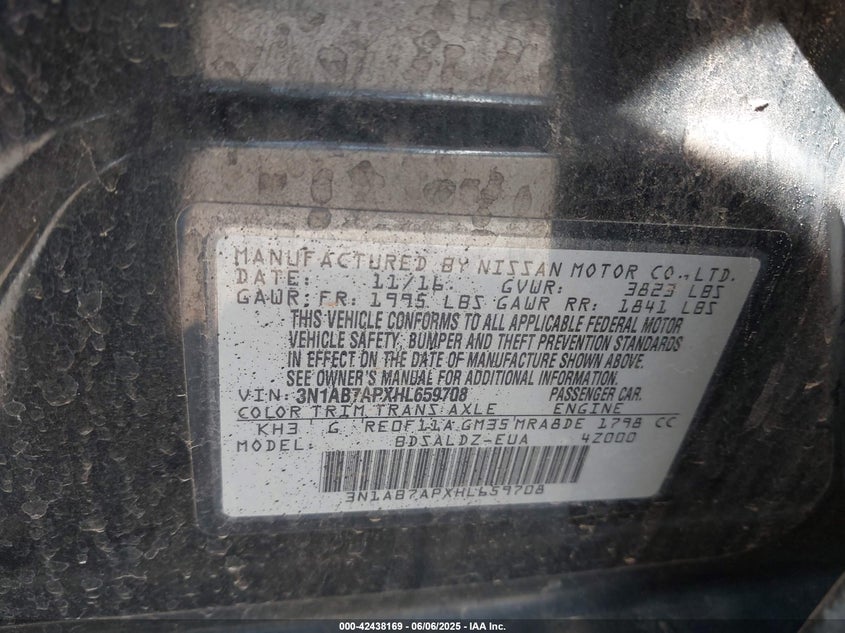 MANUFACTURED BY NISSAN MOTOR CO.,LTD.
DATE: 11/16 GVWR: 3823 LBS
GAWR: FR: 1995 LBS GAWR RR: 1841 LBS
THIS VEHICLE CONFORMS TO ALL APPLICABLE FEDERAL MOTOR
VEHICLE SAFETY, BUMPER AND THEFT PREVENTION STANDARDS
IN EFFECT ON THE DATE OF MANUFACTURE SHOWN ABOVE.
SEE OWNER'S MANUAL FOR ADDITIONAL INFORMATION.
VIN: 3N1AB7APXHL659708 PASSENGER CAR.
COLOR TRIM TRANS AXLE ENGINE
KH3 G RE0F11A GM35 MRA8DE 1798 CC
MODEL: BDSALDZ-EUA 4Z000
3N1AB7APXHL659708
000-42438169 - 06/06/2025 - IAA Inc.